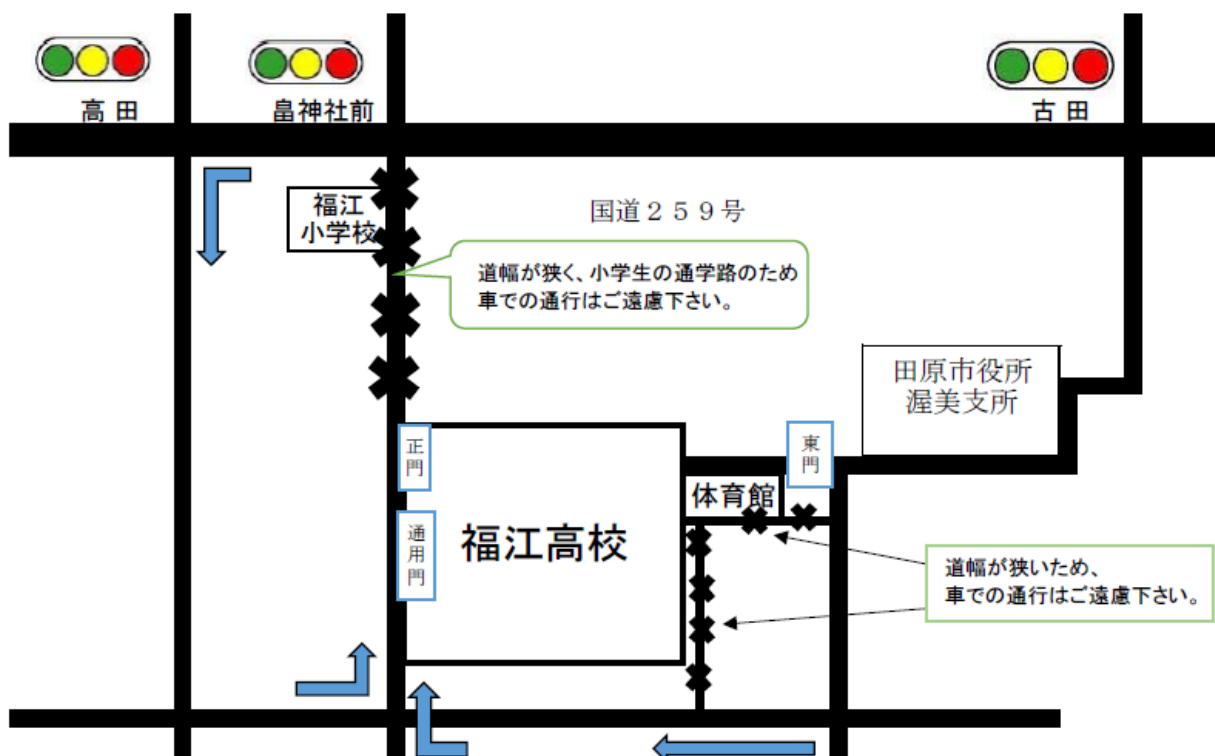 高田
畠神社前
古田
福江
小学校
国道２５９号
道幅が狭く、小学生の通学路のため
車での通行はご遠慮下さい。
田原市役所
渥美支所
正門
東門
体育館
通用門
福江高校
道幅が狭いため、
車での通行はご遠慮下さい。